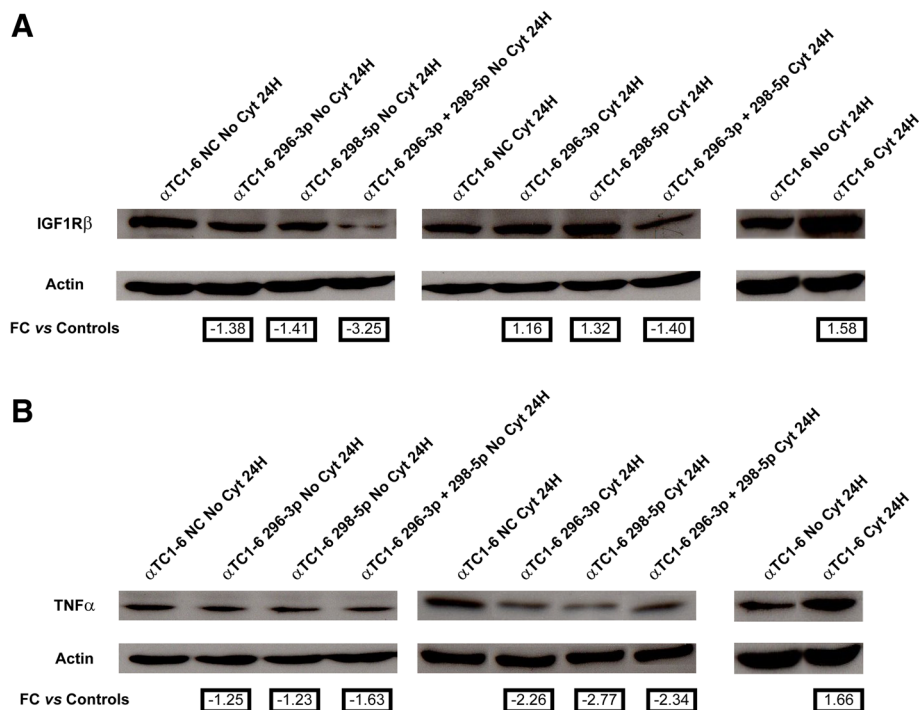 A
αTC1-6 NC No Cyt 24H
αTC1-6 296-3p No Cyt 24H
αTC1-6 298-5p No Cyt 24H
αTC1-6 296-3p + 298-5p No Cyt 24H
αTC1-6 NC Cyt 24H
αTC1-6 296-3p Cyt 24H
αTC1-6 298-5p Cyt 24H
αTC1-6 296-3p + 298-5p Cyt 24H
αTC1-6 No Cyt 24H
αTC1-6 Cyt 24H
IGF1Rβ
Actin
FC vs Controls -1.38 -1.41 -3.25 1.16 1.32 -1.40 1.58
B
αTC1-6 NC No Cyt 24H
αTC1-6 296-3p No Cyt 24H
αTC1-6 298-5p No Cyt 24H
αTC1-6 296-3p + 298-5p No Cyt 24H
αTC1-6 NC Cyt 24H
αTC1-6 296-3p Cyt 24H
αTC1-6 298-5p Cyt 24H
αTC1-6 296-3p + 298-5p Cyt 24H
αTC1-6 No Cyt 24H
αTC1-6 Cyt 24H
TNFα
Actin
FC vs Controls -1.25 -1.23 -1.63 -2.26 -2.77 -2.34 1.66